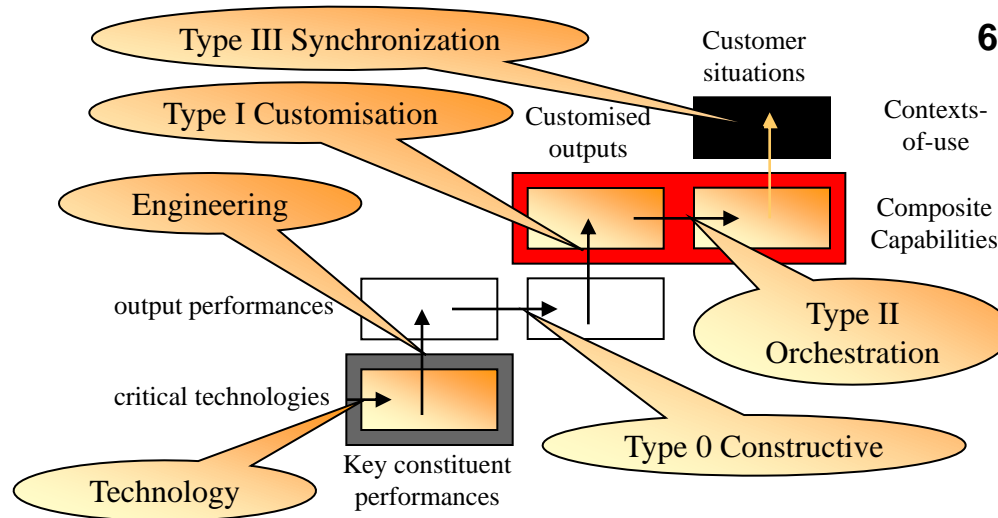 Type III Synchronization
Customer
situations
6
Type I Customisation
Customised
outputs
Contexts-
of-use
Engineering
Composite
Capabilities
output performances
Type II
Orchestration
critical technologies
Type 0 Constructive
Key constituent
performances
Technology